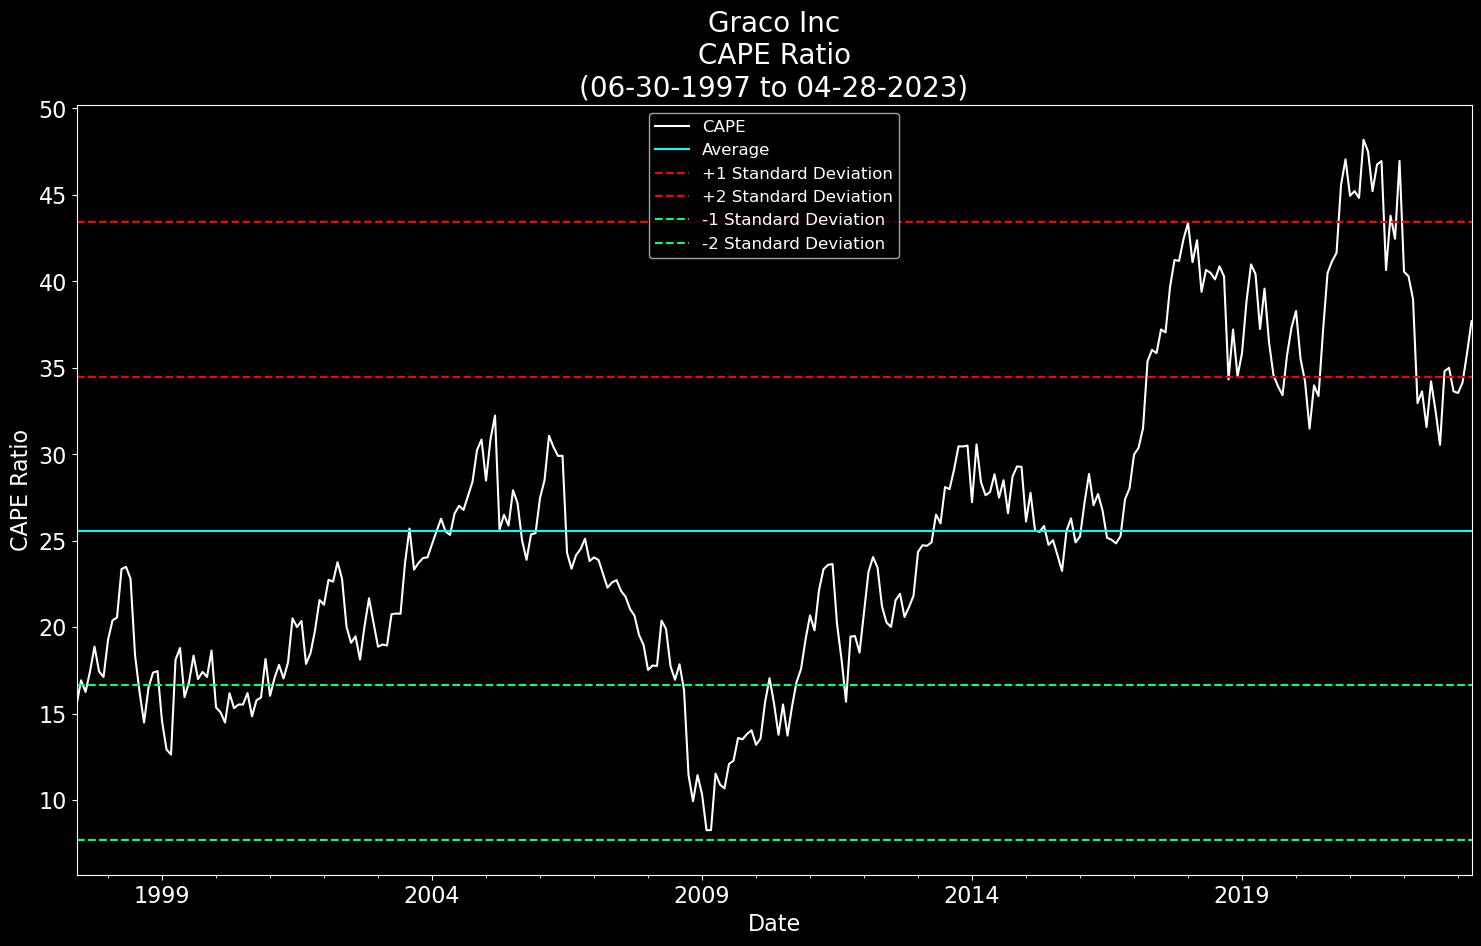 Graco Inc
CAPE Ratio
(06-30-1997 to 04-28-2023)
CAPE
Average
+1 Standard Deviation
+2 Standard Deviation
-1 Standard Deviation
-2 Standard Deviation
50
45
40
35
30
25
20
15
10
CAPE Ratio
1999
2004
2009
2014
2019
Date